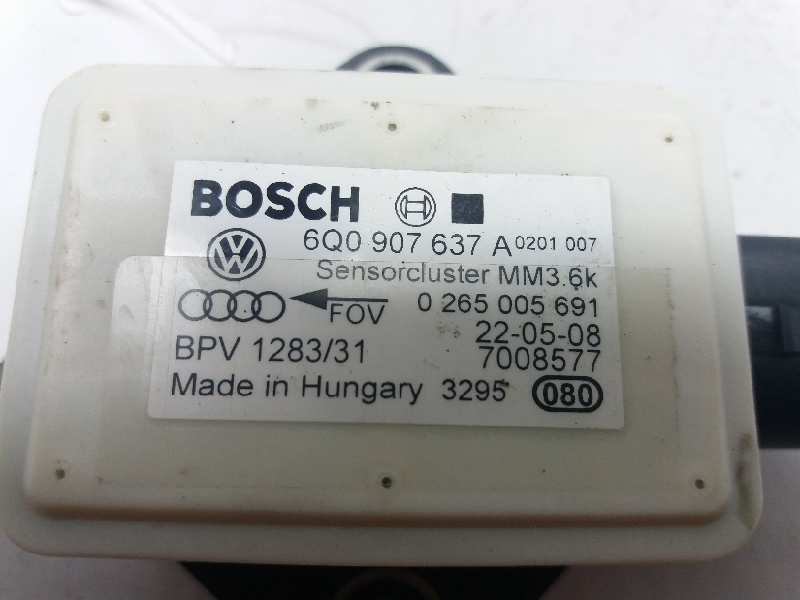 BOSCH
6Q0 907 637 A 0201 007
Sensorcluster MM3.6k
FOV 0 265 005 691
22-05-08
BPV 1283/31 7008577
Made in Hungary 3295 080